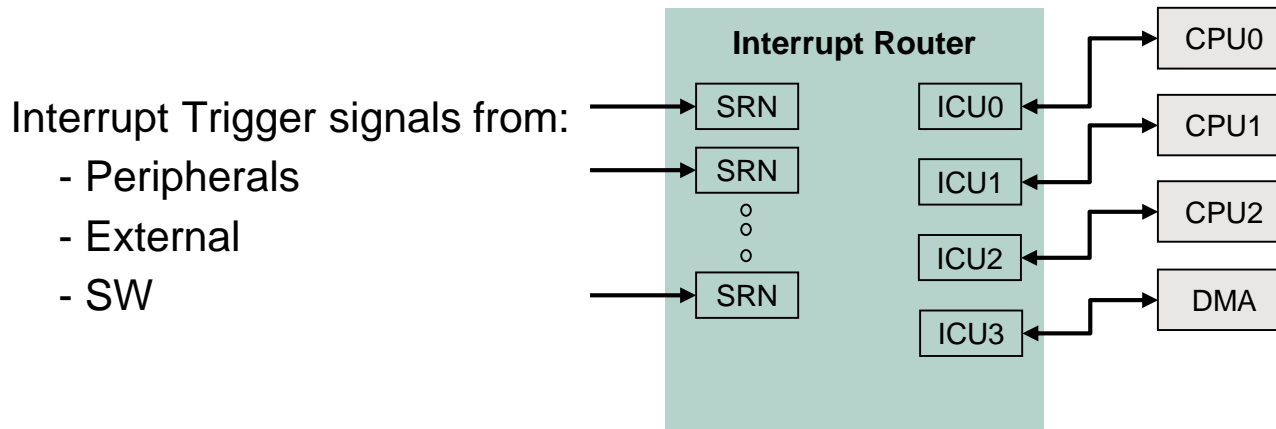 Interrupt Router
Interrupt Trigger signals from:
- Peripherals
- External
- SW
SRN
SRN
SRN
ICU0
ICU1
ICU2
ICU3
CPU0
CPU1
CPU2
DMA